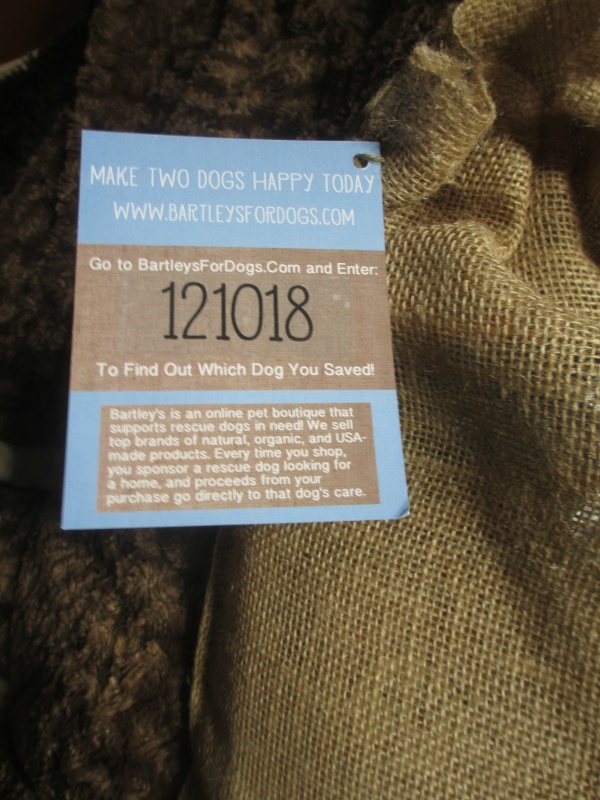 MAKE TWO DOGS HAPPY TODAY
WWW.BARTLEYSFORDOGS.COM
Go to BartleysForDogs.Com and Enter:
121018
To Find Out Which Dog You Saved!
Bartley's is an online pet boutique that
supports rescue dogs in need! We sell
top brands of natural, organic, and USA-
made products. Every time you shop,
you sponsor a rescue dog looking for
a home, and proceeds from your
purchase go directly to that dog's care.